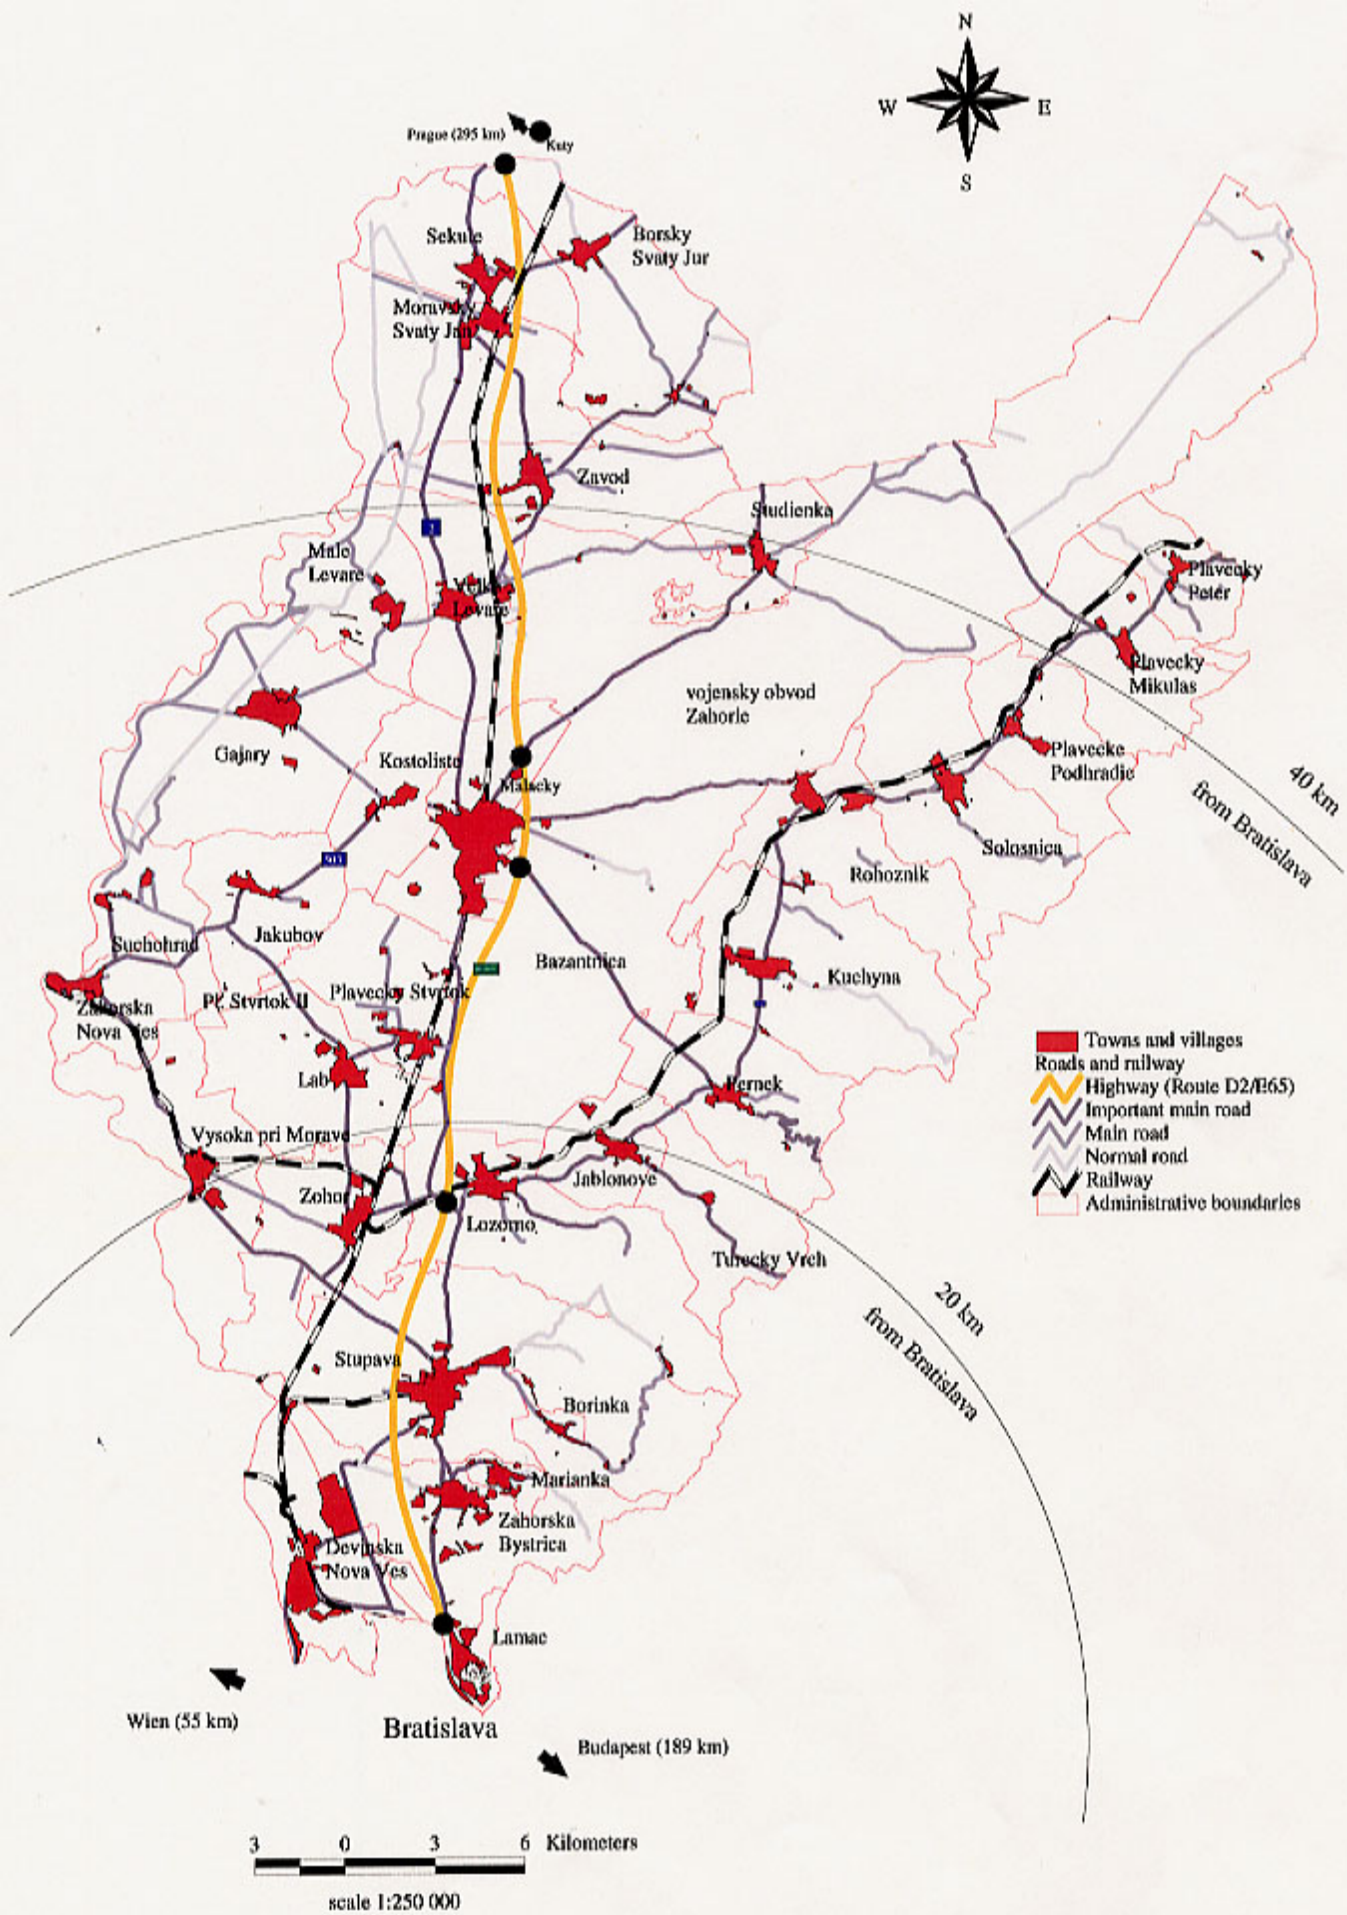 N
W
E
S
Prague (295 km)
Kuty
Sekule
Borsky
Svaty Jur
Moravsky
Svaty Jan
Zavod
2
Studienka
Male
Levare
Velke
Levare
Plavecky
Peter
Plavecky
Mikulas
vojensky obvod
Zahorie
Gajary
Kostoliste
Malacky
Plavecke
Podhradie
40 km
from Bratislava
Solosnica
Rohoznik
Jakubov
Suchohrad
Bazantnica
Kuchyna
Zahorska
Nova Ves
Pl. Stvrtok II
Plavecky Stvrtok
Towns and villages
Roads and railway
Highway (Route D2/E65)
Important main road
Main road
Normal road
Railway
Administrative boundaries
Lab
Pernek
Vysoka pri Morave
Zohor
Jablonove
Lozorno
Turecky Vrch
20 km
from Bratislava
Stupava
Borinka
Marianka
Zahorska
Bystrica
Devinska
Nova Ves
Lamac
Wien (55 km)
Bratislava
Budapest (189 km)
3 0 3 6 Kilometers
scale 1:250 000